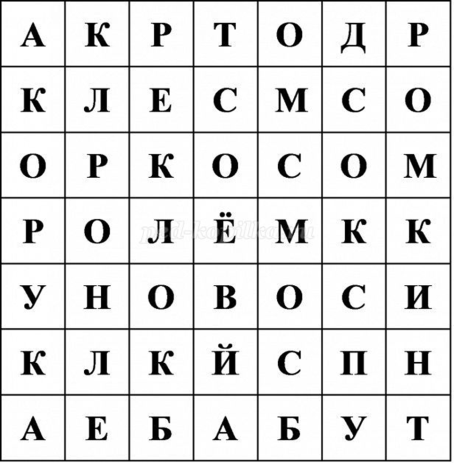 А К Р Т О Д Р
К Л Е С М С О
О Р К О С О М
Р О Л Ё М К К
У Н О В О С И
К Л К Й С П Н
А Е Б А Б У Т